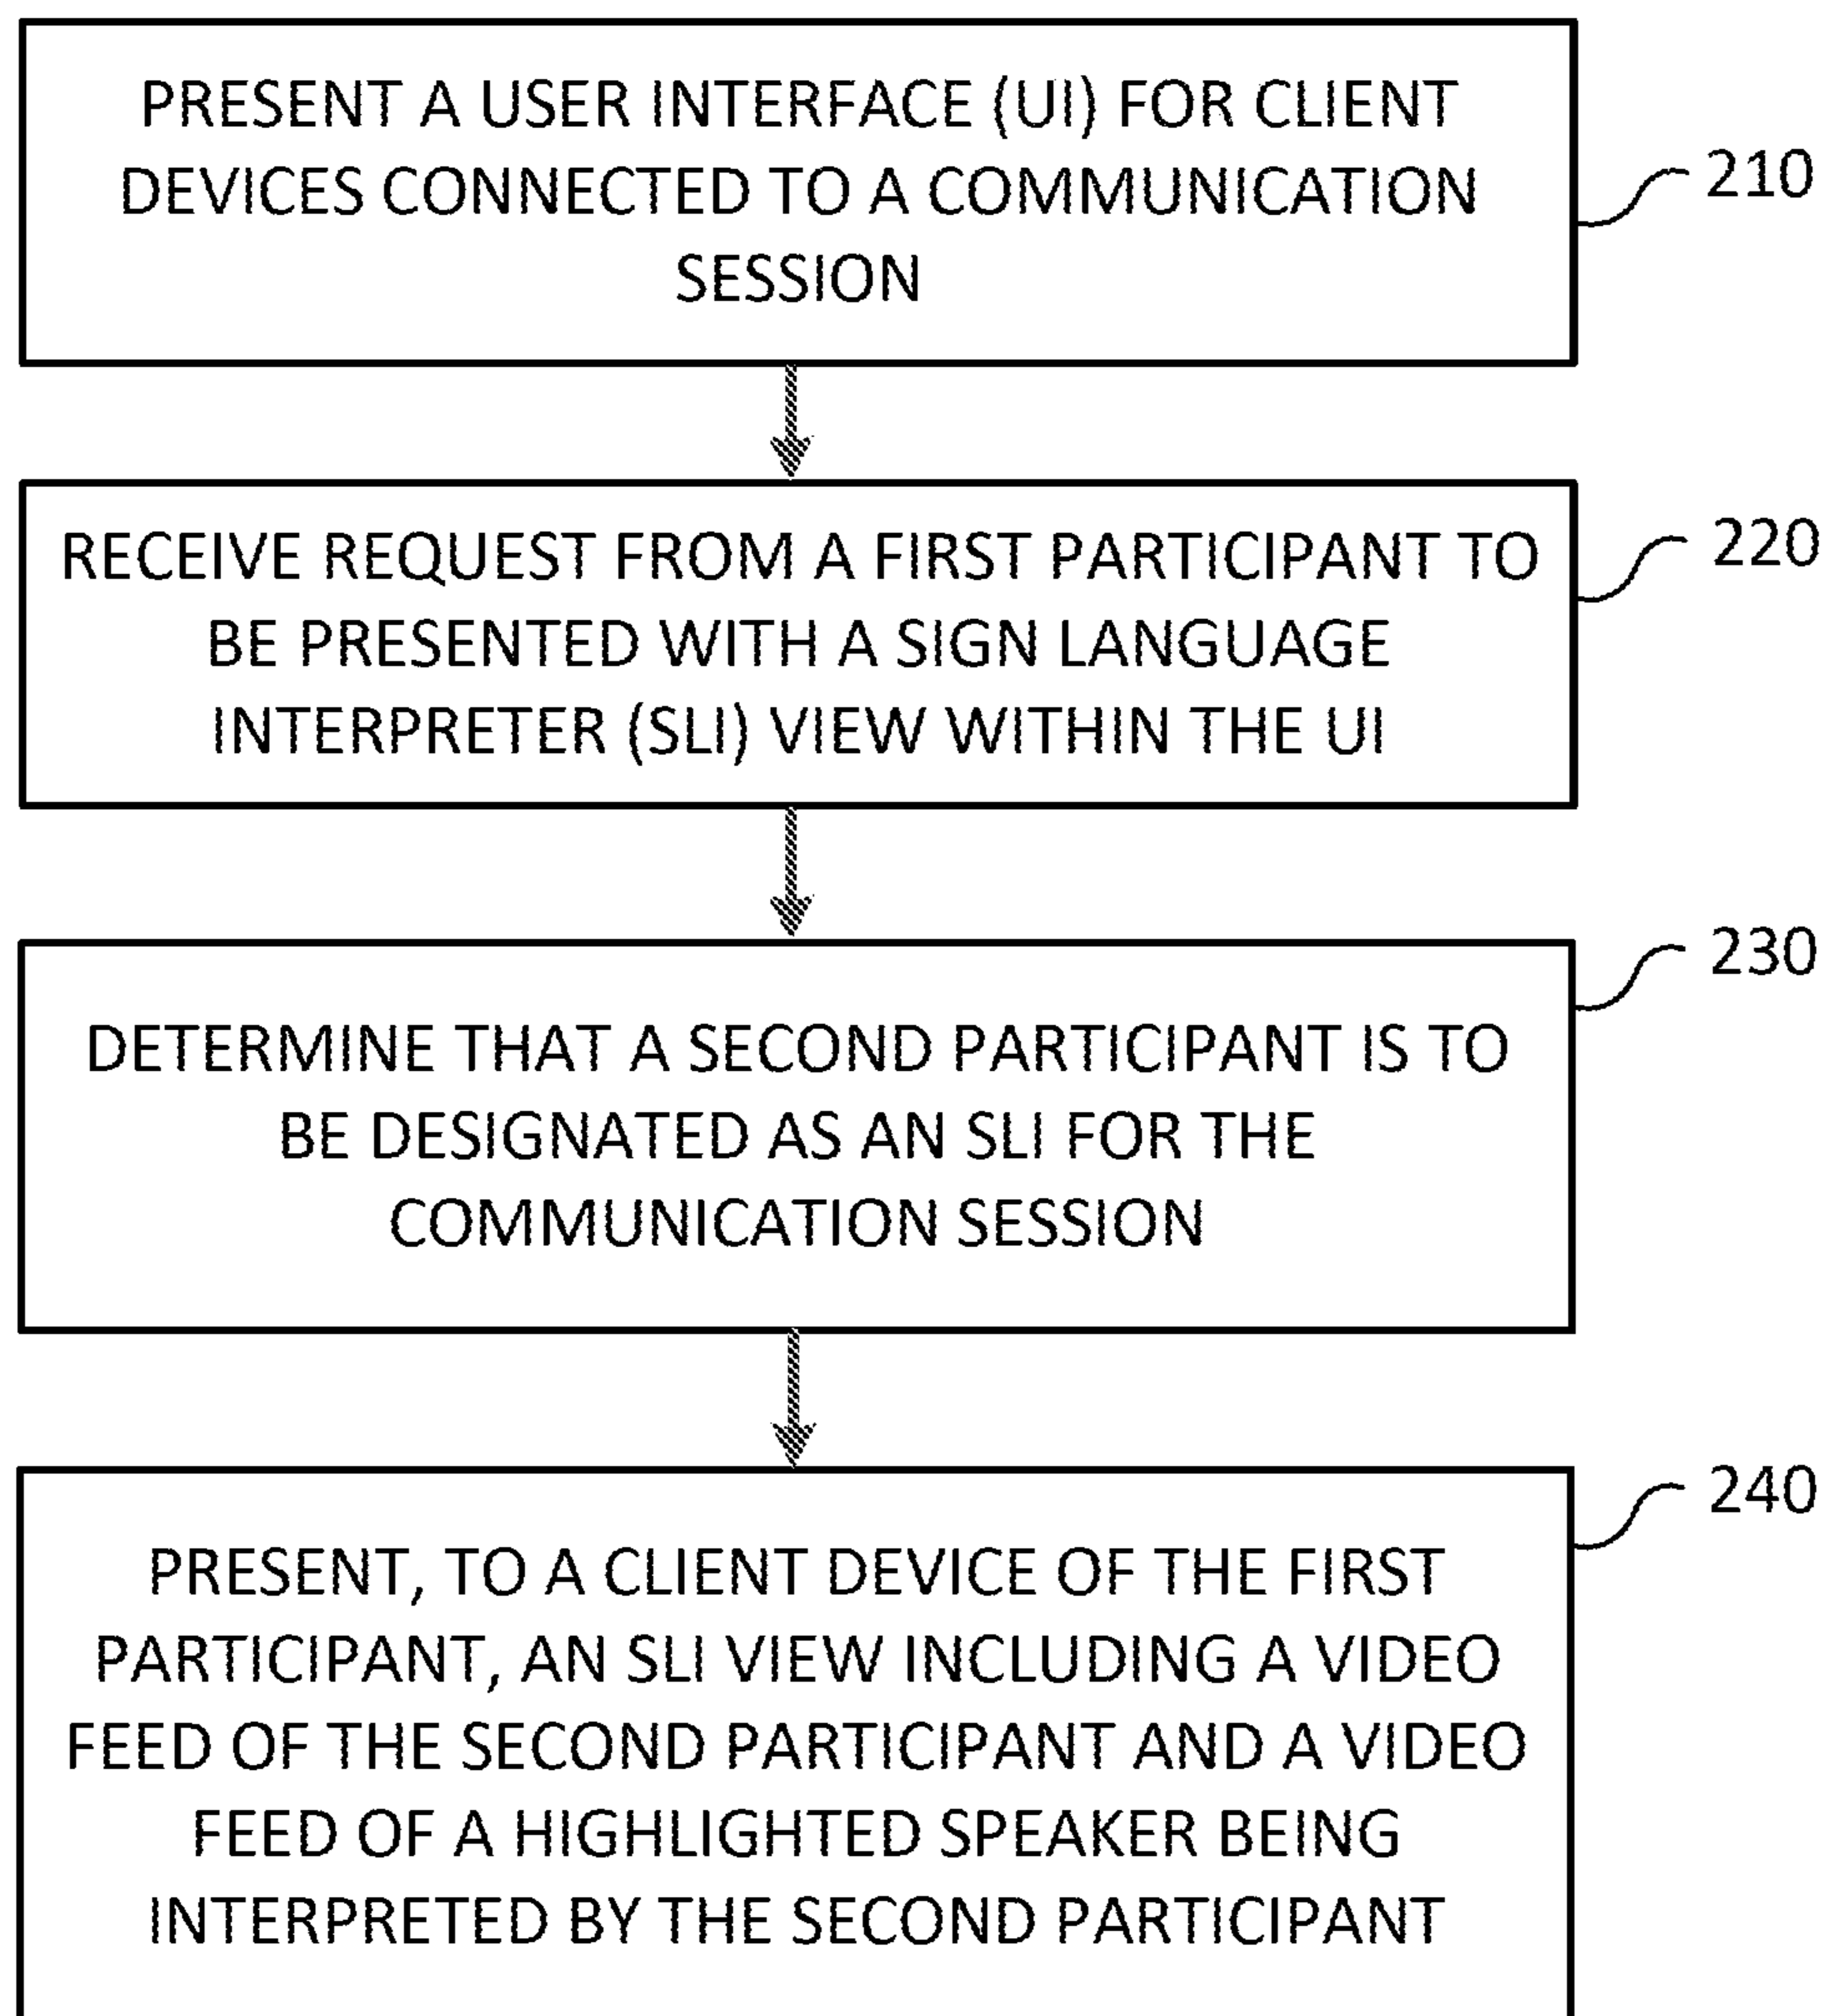 PRESENT A USER INTERFACE (UI) FOR CLIENT
DEVICES CONNECTED TO A COMMUNICATION
SESSION
210
RECEIVE REQUEST FROM A FIRST PARTICIPANT TO
BE PRESENTED WITH A SIGN LANGUAGE
INTERPRETER (SLI) VIEW WITHIN THE UI
220
DETERMINE THAT A SECOND PARTICIPANT IS TO
BE DESIGNATED AS AN SLI FOR THE
COMMUNICATION SESSION
230
PRESENT, TO A CLIENT DEVICE OF THE FIRST
PARTICIPANT, AN SLI VIEW INCLUDING A VIDEO
FEED OF THE SECOND PARTICIPANT AND A VIDEO
FEED OF A HIGHLIGHTED SPEAKER BEING
INTERPRETED BY THE SECOND PARTICIPANT
240